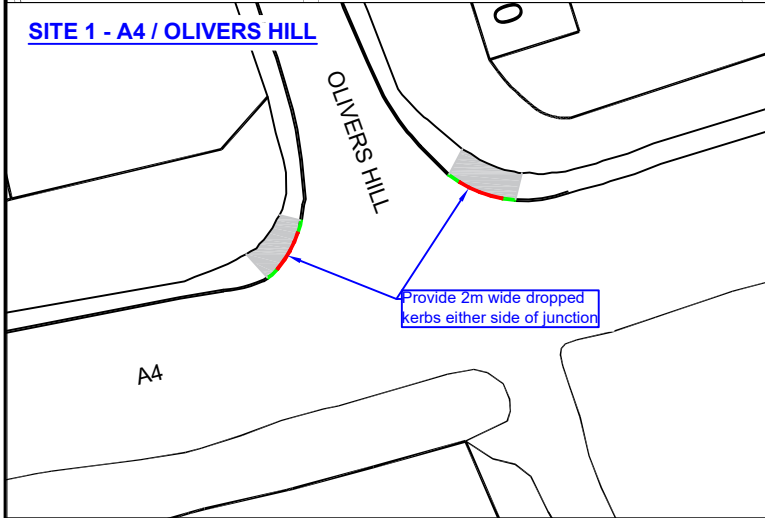 SITE 1 - A4 / OLIVERS HILL
OLIVERS HILL
Provide 2m wide dropped
kerbs either side of junction
A4